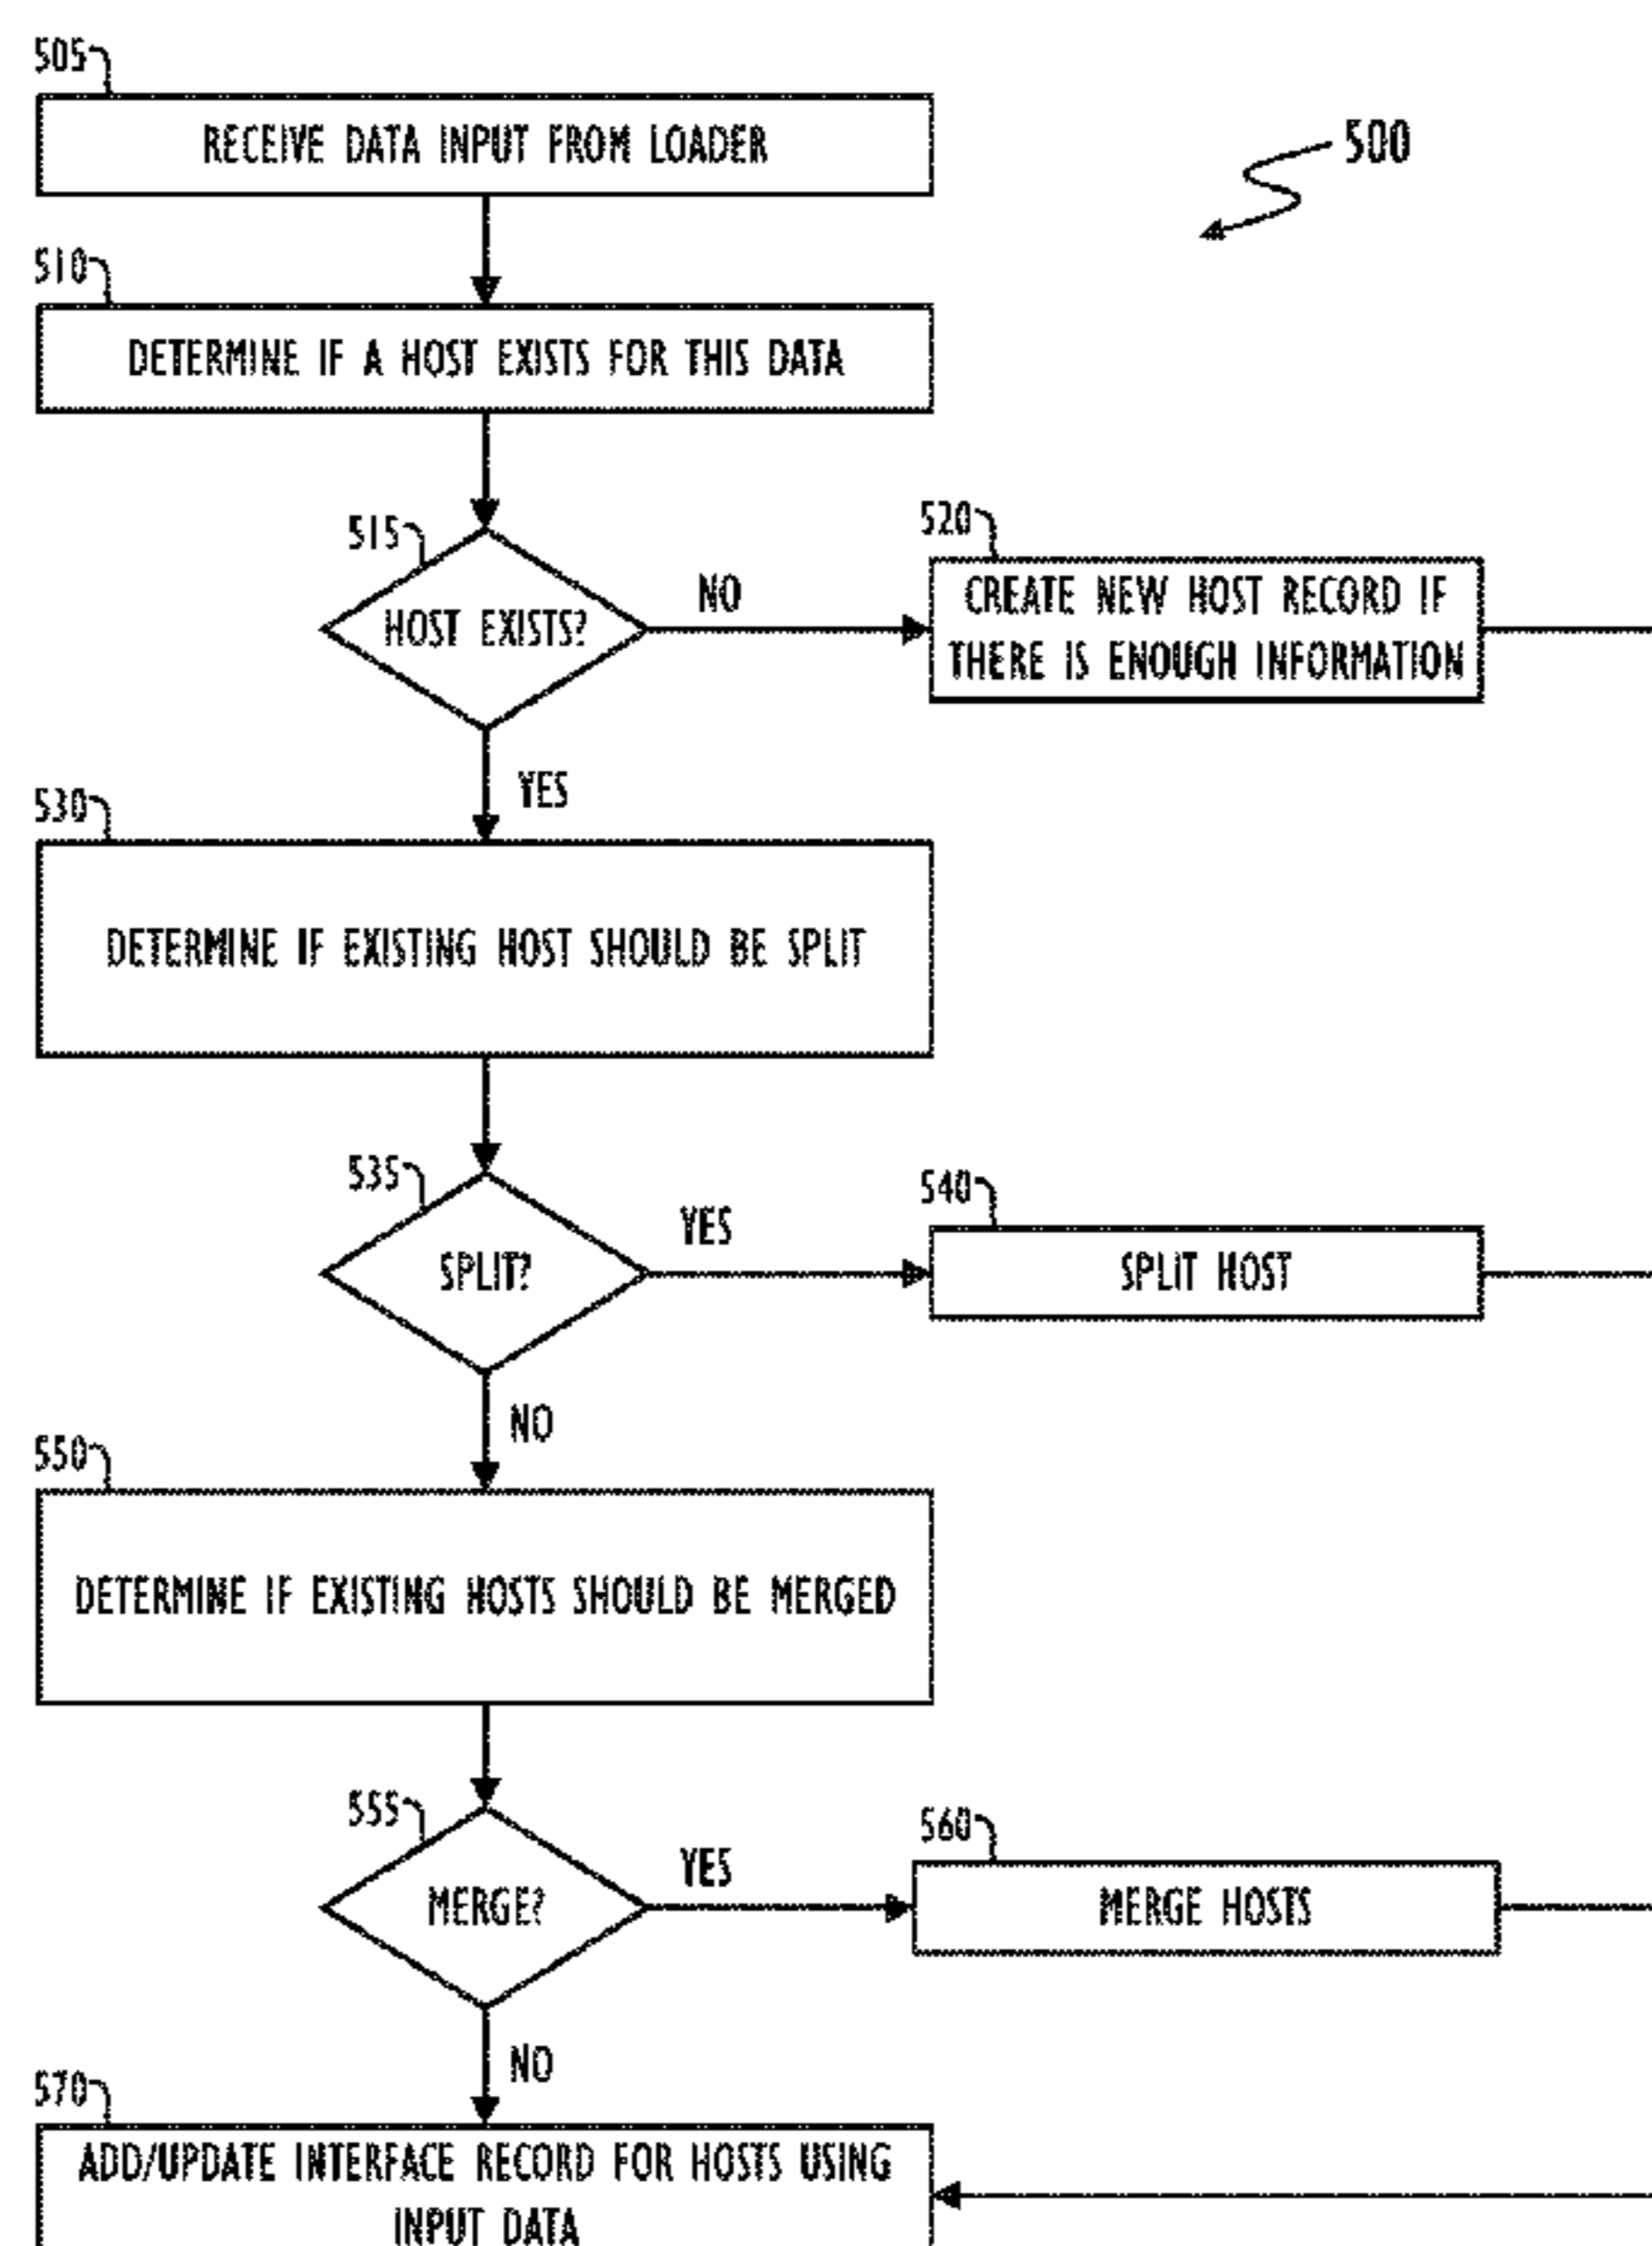 505
RECEIVE DATA INPUT FROM LOADER
500
510
DETERMINE IF A HOST EXISTS FOR THIS DATA
515
HOST EXISTS?
NO
520
CREATE NEW HOST RECORD IF
THERE IS ENOUGH INFORMATION
YES
530
DETERMINE IF EXISTING HOST SHOULD BE SPLIT
535
SPLIT?
YES
540
SPLIT HOST
NO
550
DETERMINE IF EXISTING HOSTS SHOULD BE MERGED
555
MERGE?
YES
560
MERGE HOSTS
NO
570
ADD/UPDATE INTERFACE RECORD FOR HOSTS USING
INPUT DATA